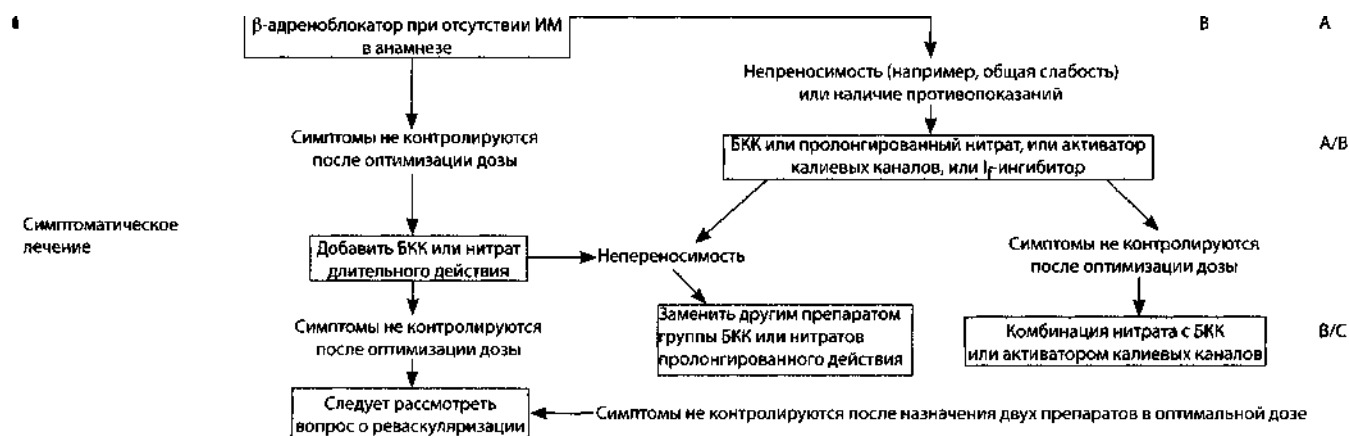 β-адреноблокатор при отсутствии ИМ
в анамнезе
B
A
Непреносимость (например, общая слабость)
или наличие противопоказаний
Симптомы не контролируются
после оптимизации дозы
БКК или пролонгированный нитрат, или активатор
калиевых каналов, или If-ингибитор
A/B
Симптоматическое
лечение
Добавить БКК или нитрат
длительного действия
Непереносимость
Симптомы не контролируются
после оптимизации дозы
Симптомы не контролируются
после оптимизации дозы
Заменить другим препаратом
группы БКК или нитратов
пролонгированного действия
Комбинация нитрата с БКК
или активатором калиевых каналов
B/C
Следует рассмотреть
вопрос о реваскуляризации
Симптомы не контролируются после назначения двух препаратов в оптимальной дозе